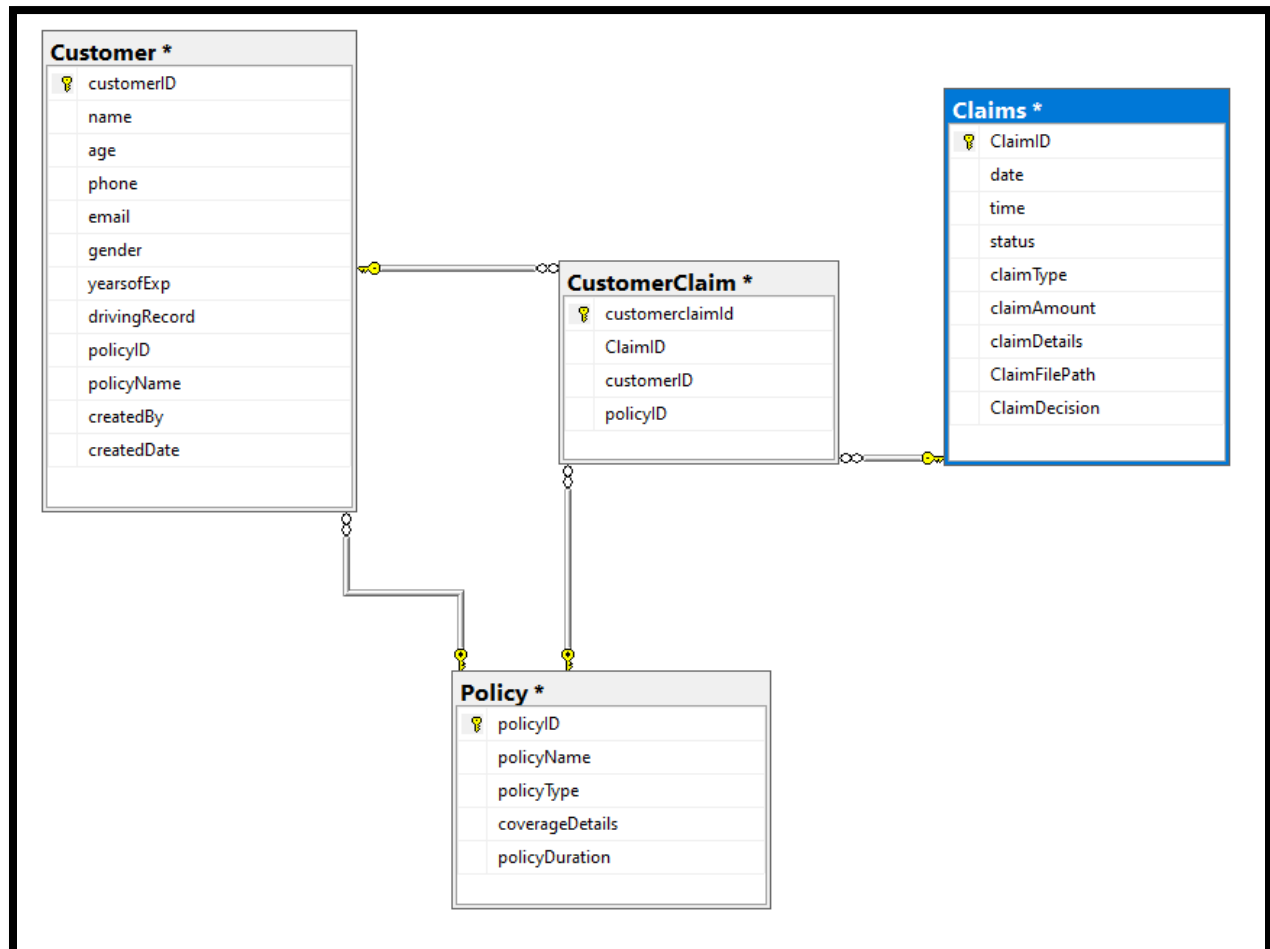 Customer *
customerID
name
age
phone
email
gender
yearsofExp
drivingRecord
policyID
policyName
createdBy
createdDate
Claims *
ClaimID
date
time
status
claimType
claimAmount
claimDetails
ClaimFilePath
ClaimDecision
CustomerClaim *
customerclaimId
ClaimID
customerID
policyID
Policy *
policyID
policyName
policyType
coverageDetails
policyDuration